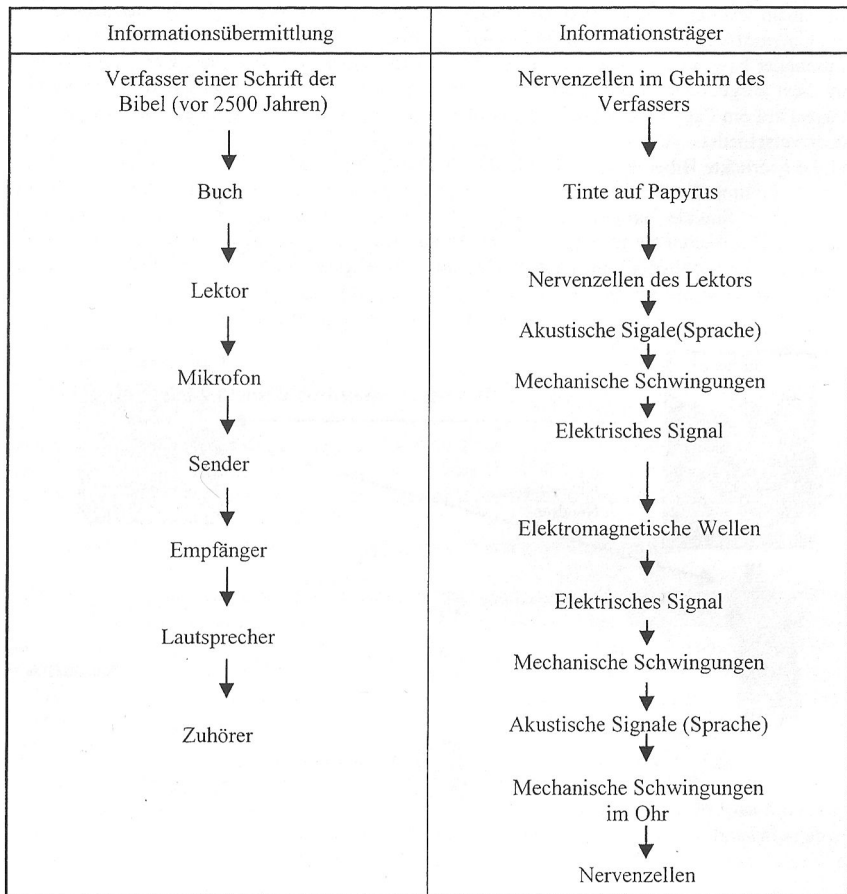 Informationsübermittlung
Verfasser einer Schrift der
Bibel (vor 2500 Jahren)
Buch
Lektor
Mikrofon
Sender
Empfänger
Lautsprecher
Zuhörer
Informationsträger
Nervenzellen im Gehirn des
Verfassers
Tinte auf Papyrus
Nervenzellen des Lektors
Akustische Sigale(Sprache)
Mechanische Schwingungen
Elektrisches Signal
Elektromagnetische Wellen
Elektrisches Signal
Mechanische Schwingungen
Akustische Signale (Sprache)
Mechanische Schwingungen
im Ohr
Nervenzellen